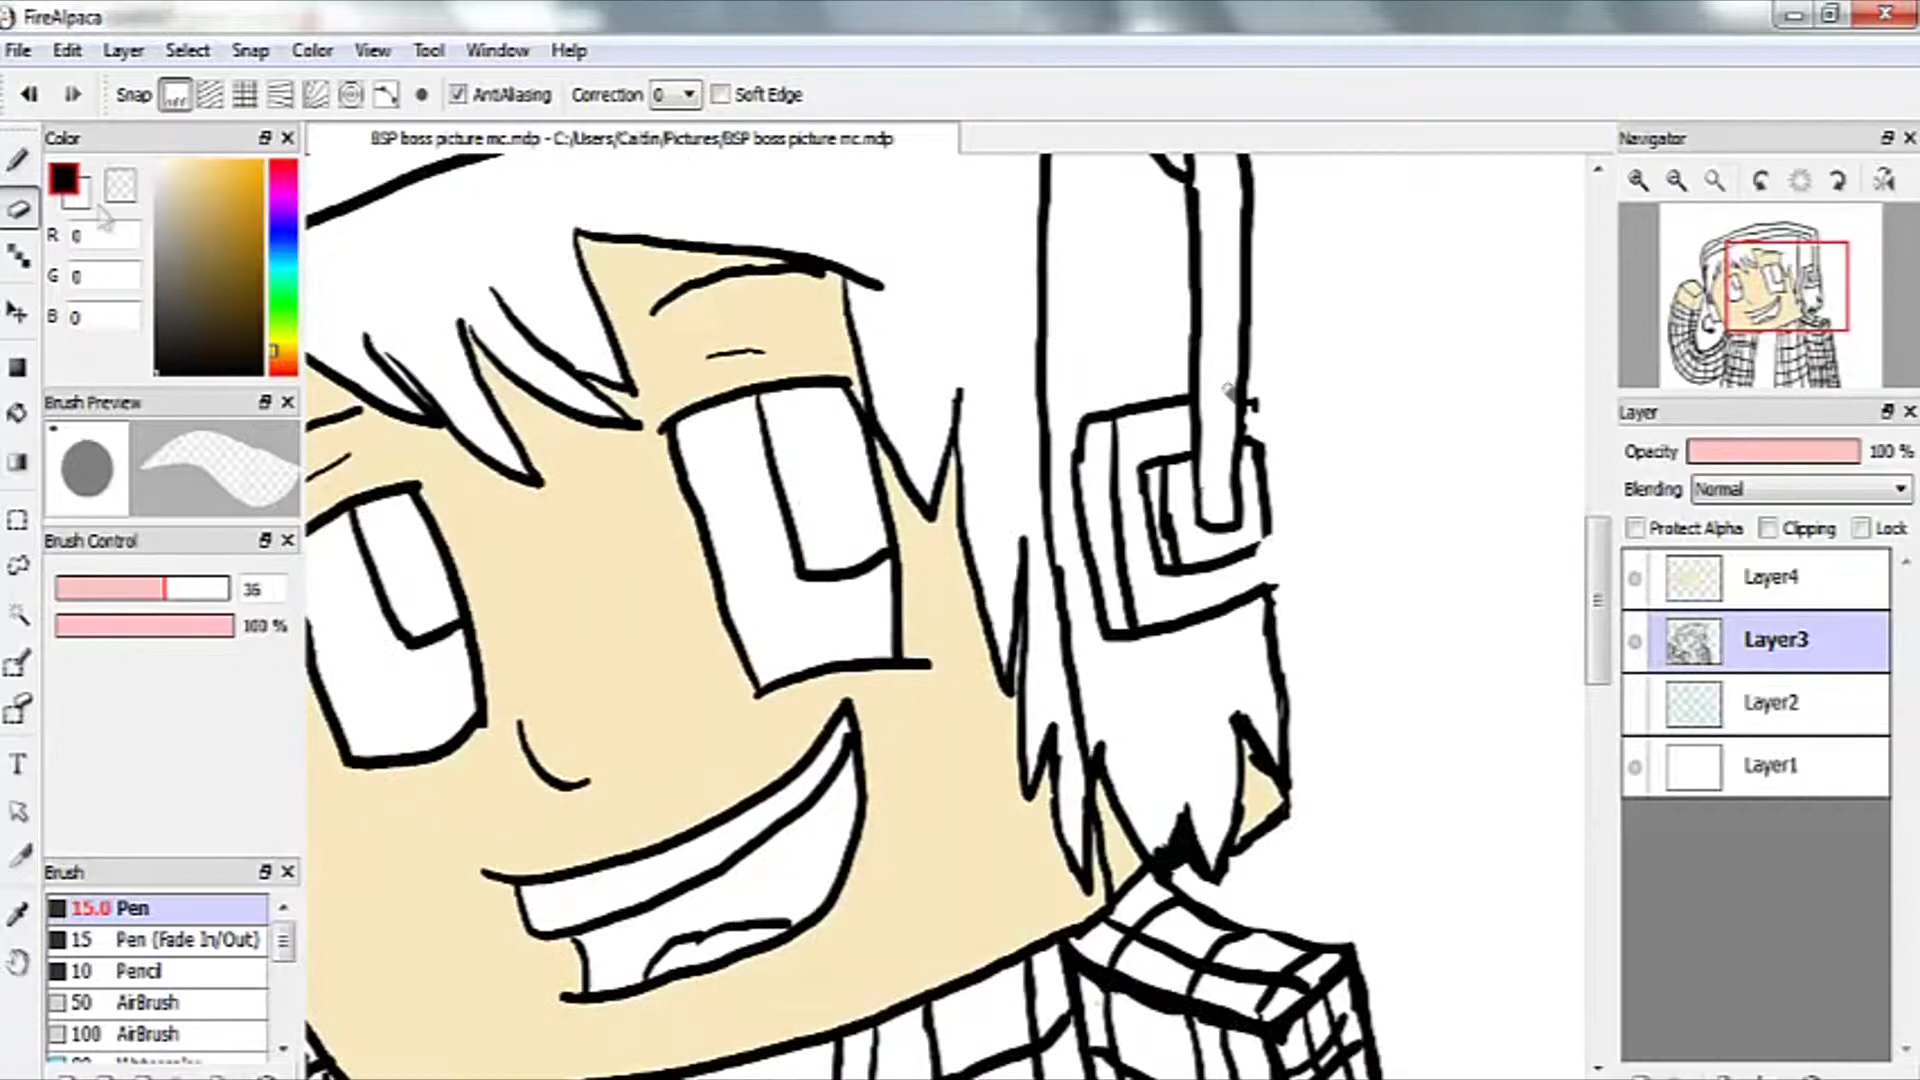 FireAlpaca
File Edit Layer Select Snap Color View Tool Window Help
Snap off AntiAliasing Correction 0 Soft Edge
Color
BSP boss picture mc.mdp - C:/Users/Caitlin/Pictures/BSP boss picture mc.mdp
Navigator
R 0
G 0
B 0
Brush Preview
Layer
Opacity 100 %
Blending Normal
Protect Alpha Clipping Lock
Brush Control
36
100 %
Layer4
Layer3
Layer2
Layer1
T
Brush
15.0 Pen
15 Pen (Fade In/Out)
10 Pencil
50 AirBrush
100 AirBrush